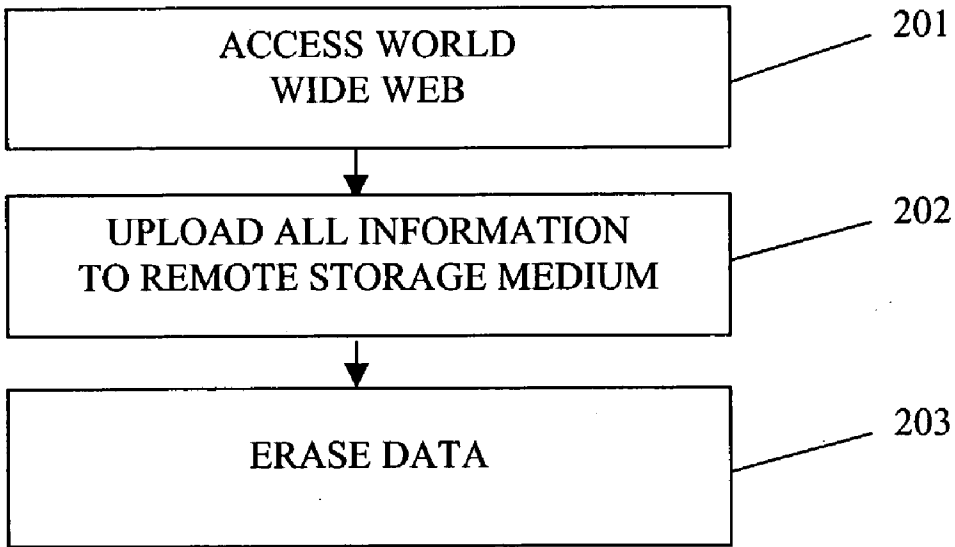 ACCESS WORLD
WIDE WEB
201
UPLOAD ALL INFORMATION
TO REMOTE STORAGE MEDIUM
202
ERASE DATA
203